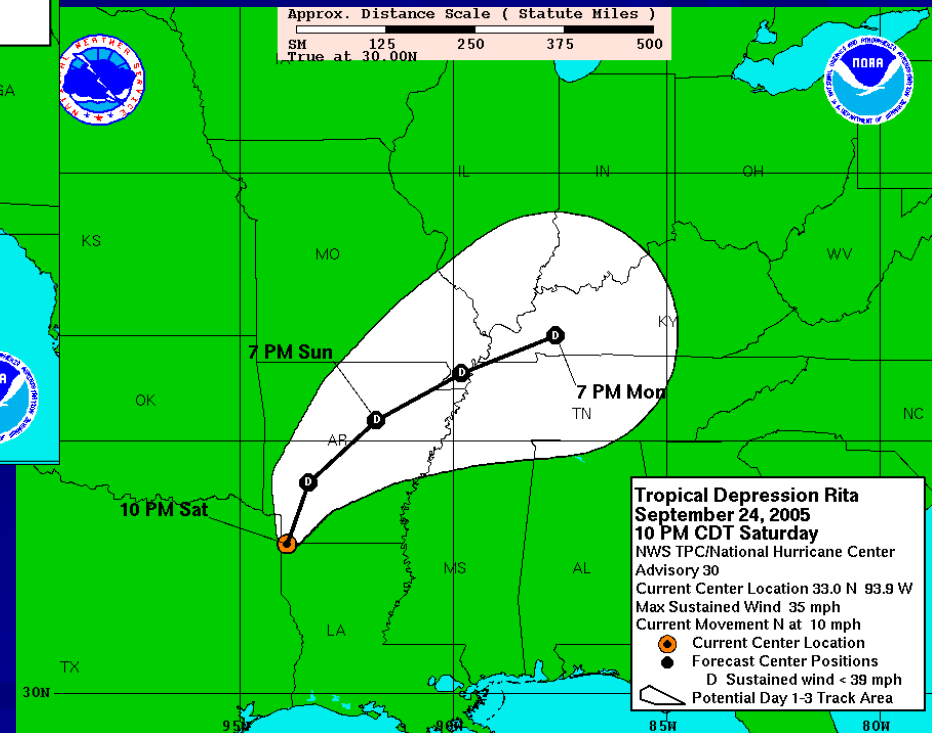 Approx. Distance Scale ( Statute Miles )
SM 125 250 375 500
True at 30.00N
NOAA
GA
IL
IN
OH
KS
MO
WV
KY
7 PM Sun
D
D
7 PM Mon
OK
D
TN
NC
AR
D
10 PM Sat
MS
AL
LA
TX
30N
95W
90W
85W
80W
Tropical Depression Rita
September 24, 2005
10 PM CDT Saturday
NWS TPC/National Hurricane Center
Advisory 30
Current Center Location 33.0 N 93.9 W
Max Sustained Wind 35 mph
Current Movement N at 10 mph
Current Center Location
Forecast Center Positions
D Sustained wind < 39 mph
Potential Day 1-3 Track Area